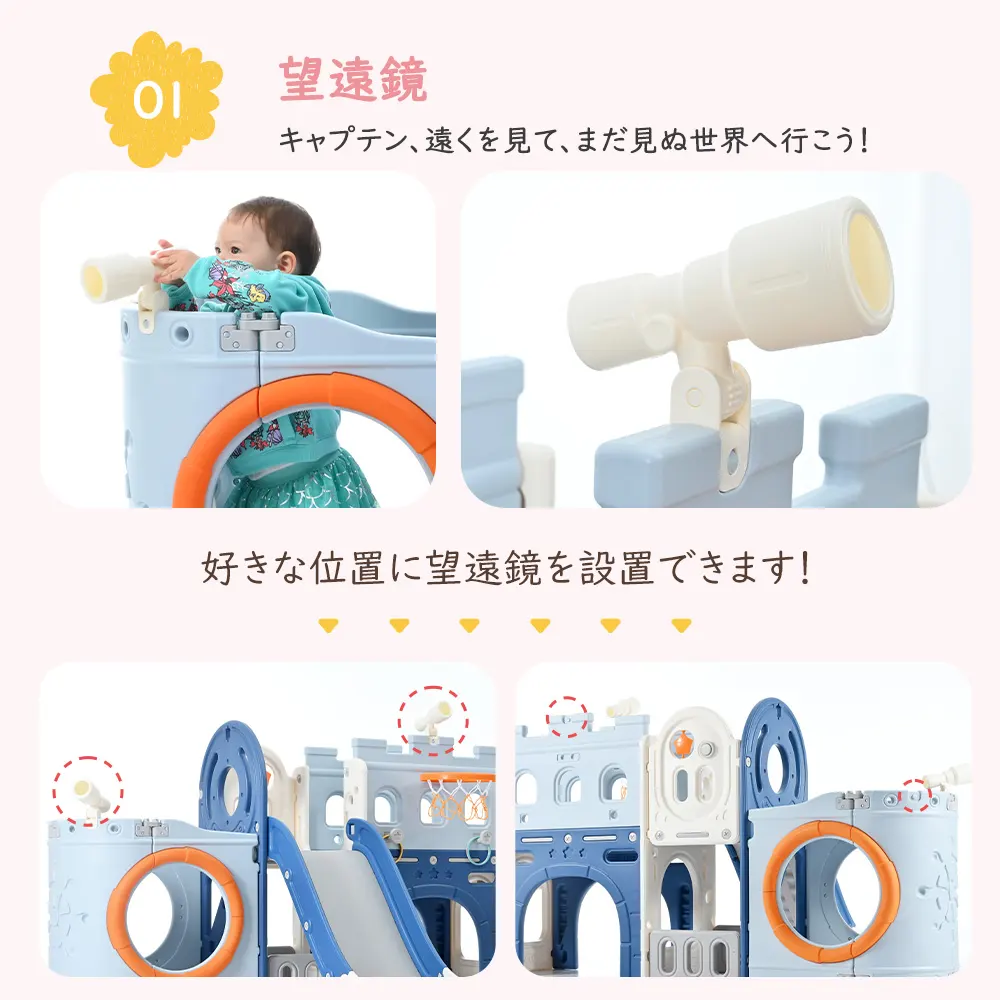 01
望遠鏡
キャプテン、遠くを見て、まだ見ぬ世界へ行こう！
好きな位置に望遠鏡を設置できます！